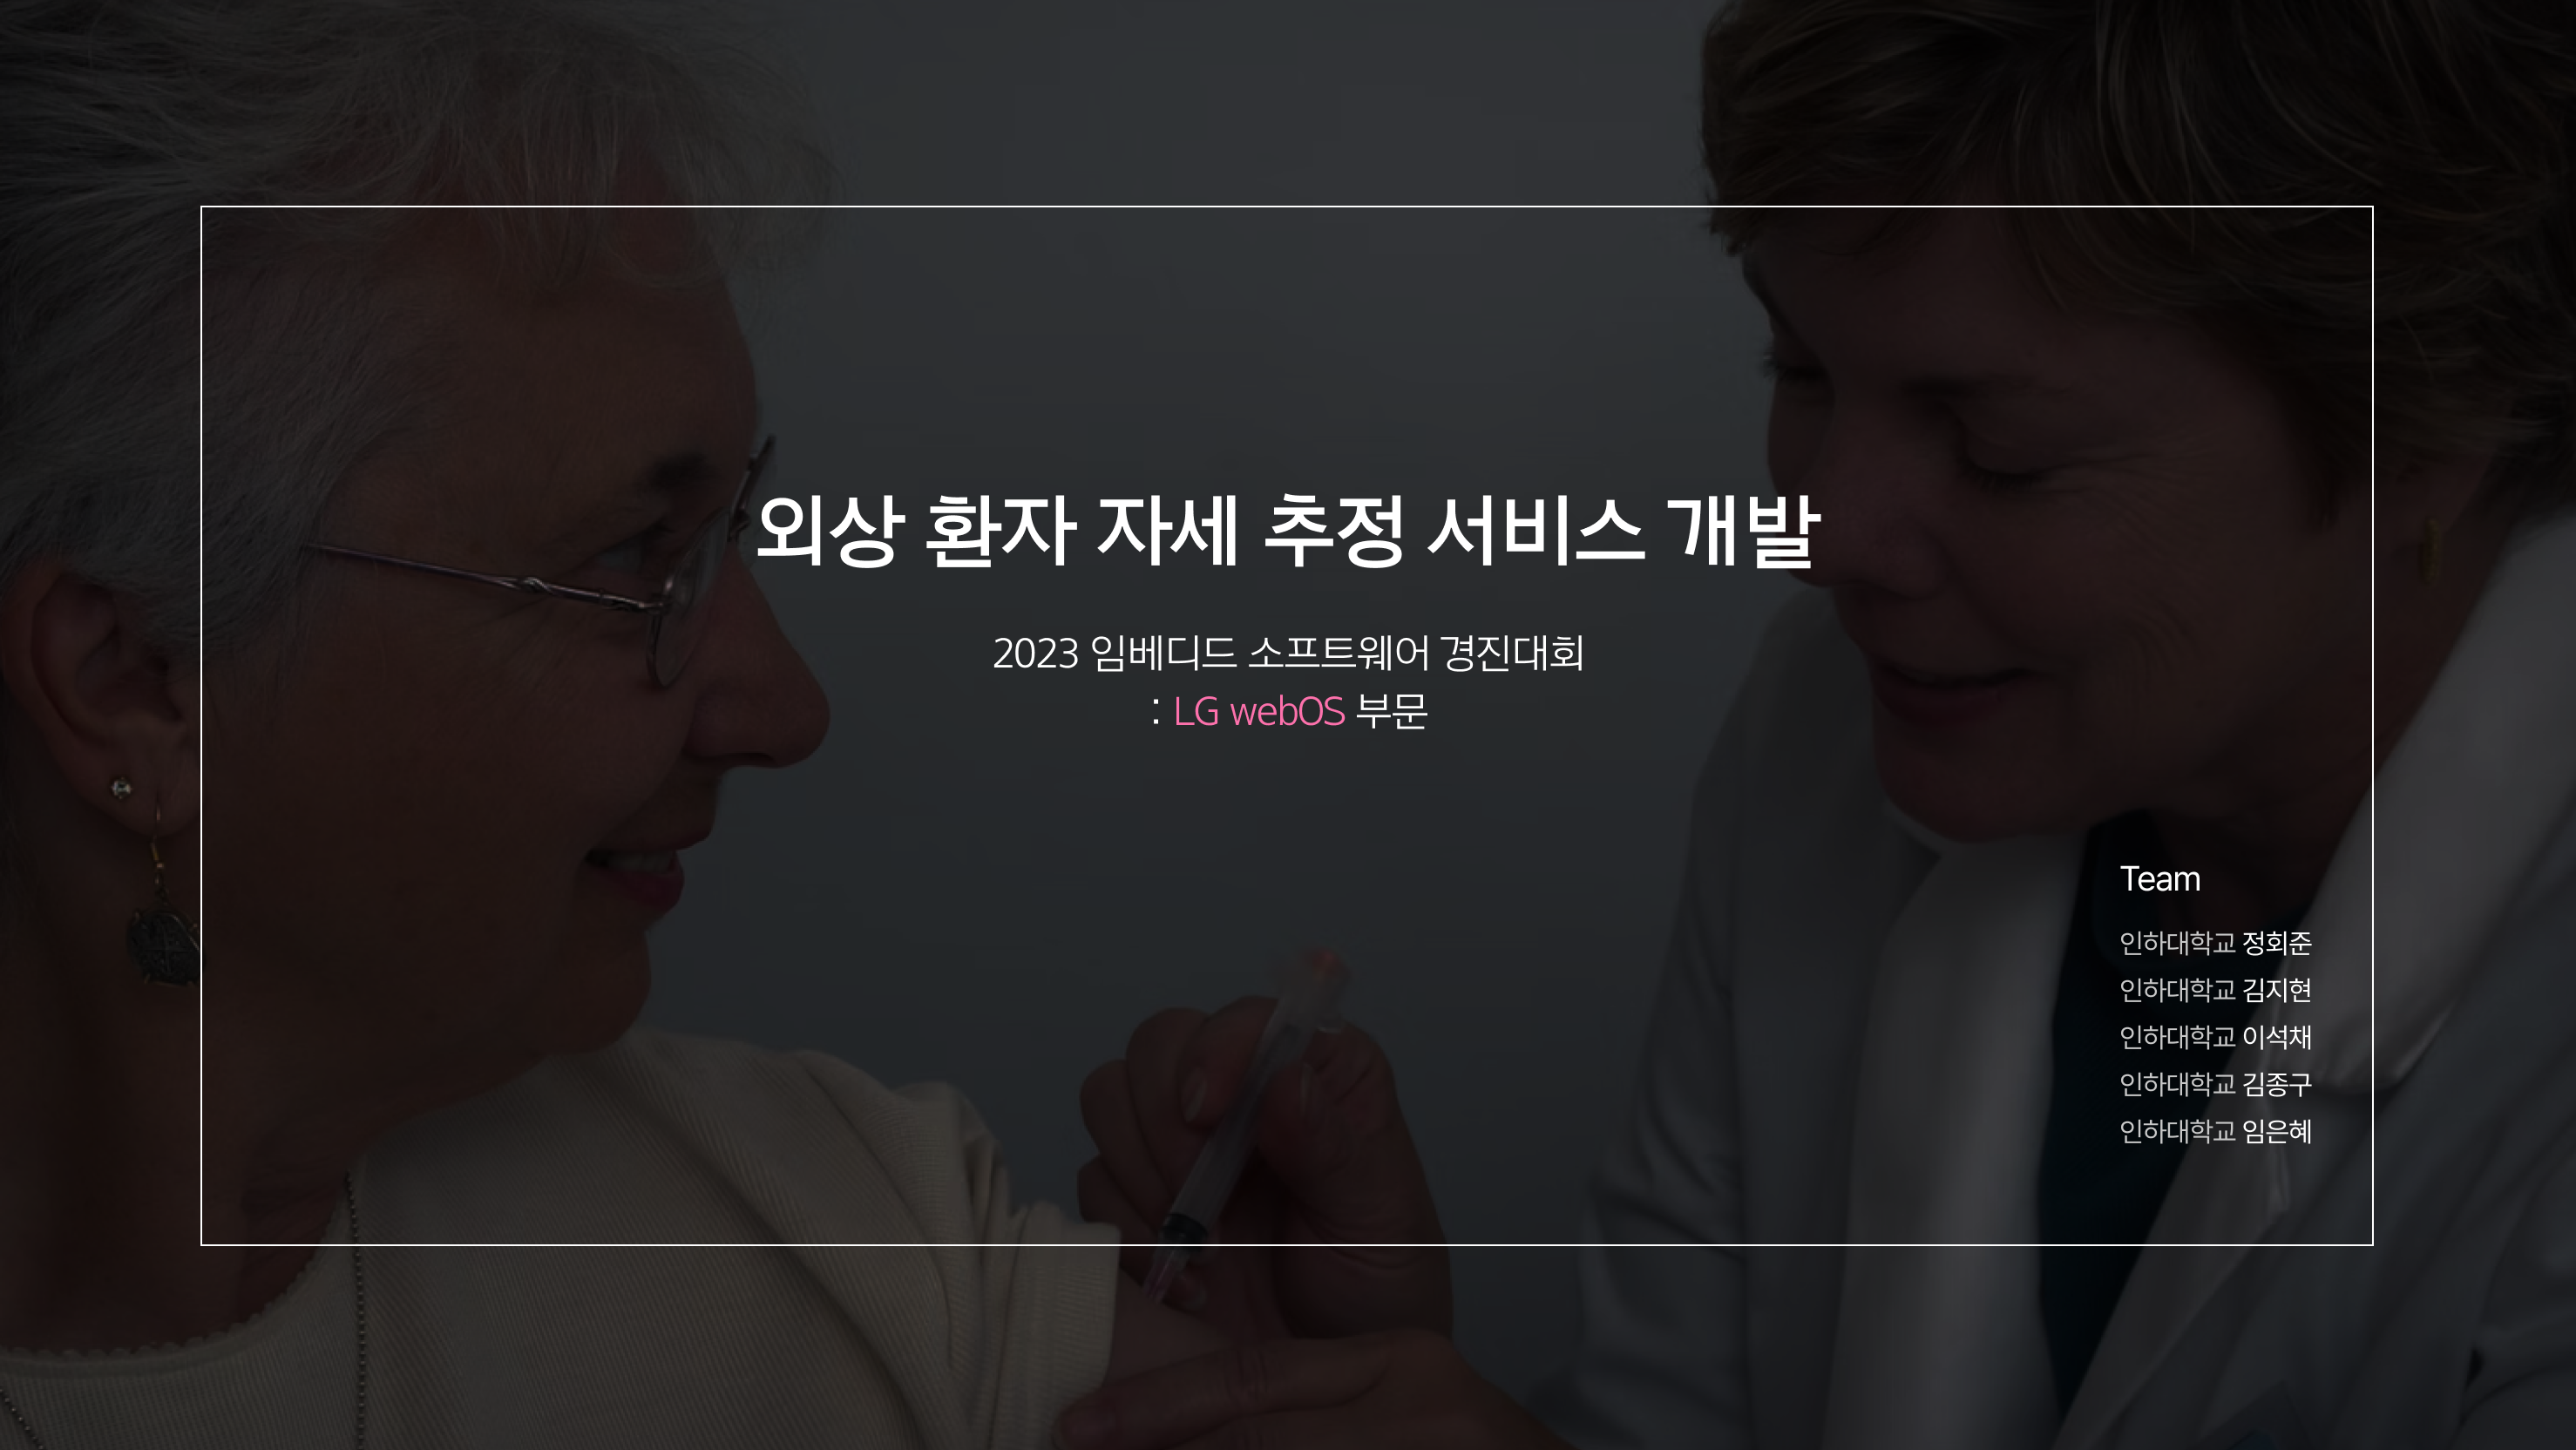 외상 환자 자세 추정 서비스 개발
2023 임베디드 소프트웨어 경진대회
: LG webOS 부문
Team
인하대학교 정회준
인하대학교 김지현
인하대학교 이석채
인하대학교 김종구
인하대학교 임은혜